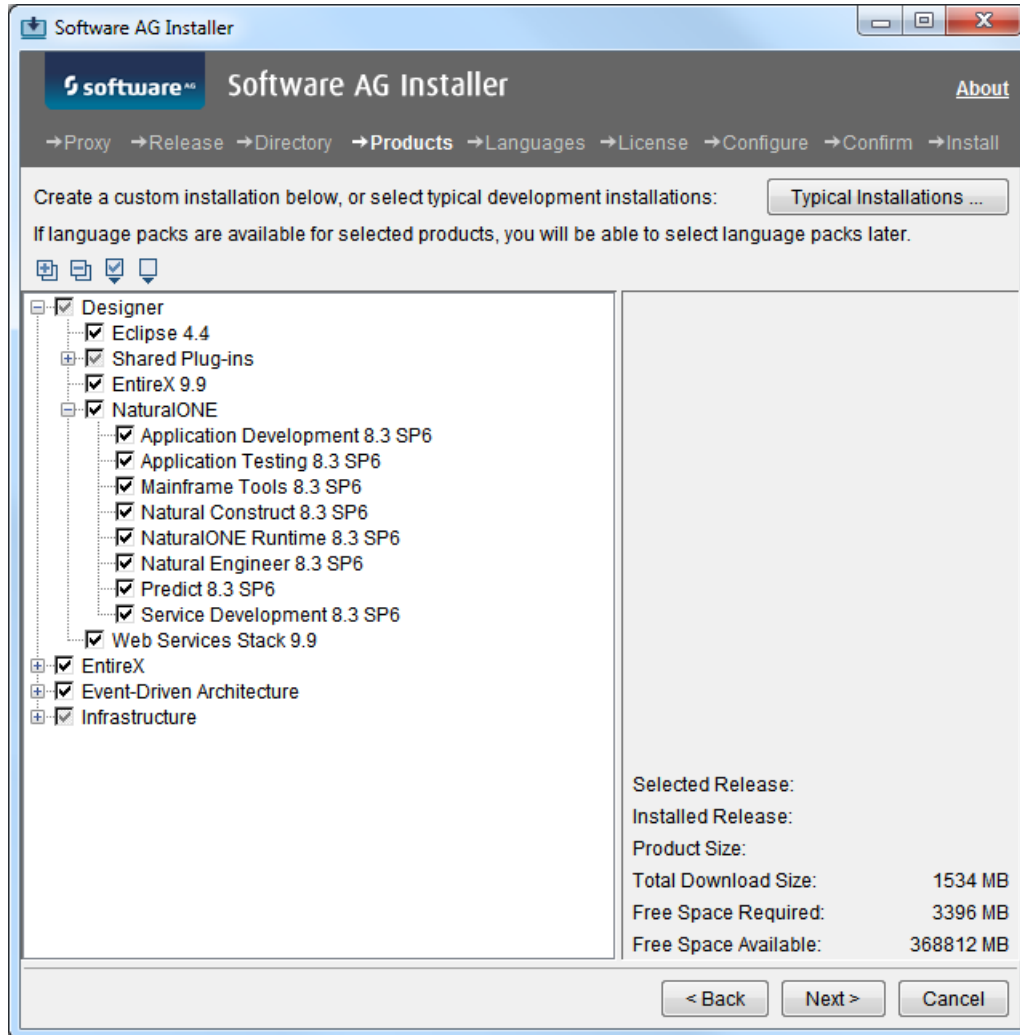 Software AG Installer
software AG Software AG Installer
About
→Proxy →Release →Directory →Products →Languages →License →Configure →Confirm →Install
Create a custom installation below, or select typical development installations: Typical Installations ...
If language packs are available for selected products, you will be able to select language packs later.
Designer
Eclipse 4.4
Shared Plug-ins
EntireX 9.9
NaturalONE
Application Development 8.3 SP6
Application Testing 8.3 SP6
Mainframe Tools 8.3 SP6
Natural Construct 8.3 SP6
NaturalONE Runtime 8.3 SP6
Natural Engineer 8.3 SP6
Predict 8.3 SP6
Service Development 8.3 SP6
Web Services Stack 9.9
EntireX
Event-Driven Architecture
Infrastructure
Selected Release:
Installed Release:
Product Size:
Total Download Size: 1534 MB
Free Space Required: 3396 MB
Free Space Available: 368812 MB
< Back Next > Cancel